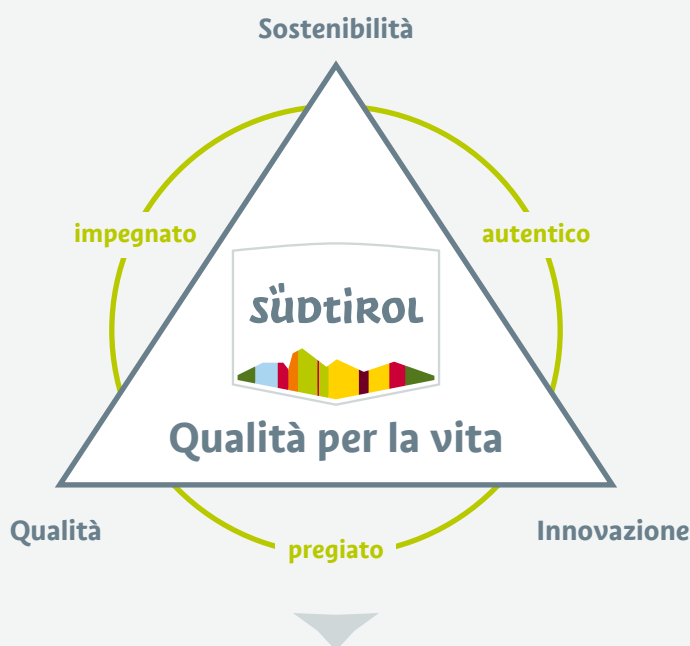 Sostenibilità
impegnato
autentico
südtirol
Qualità per la vita
Qualità
Innovazione
pregiato